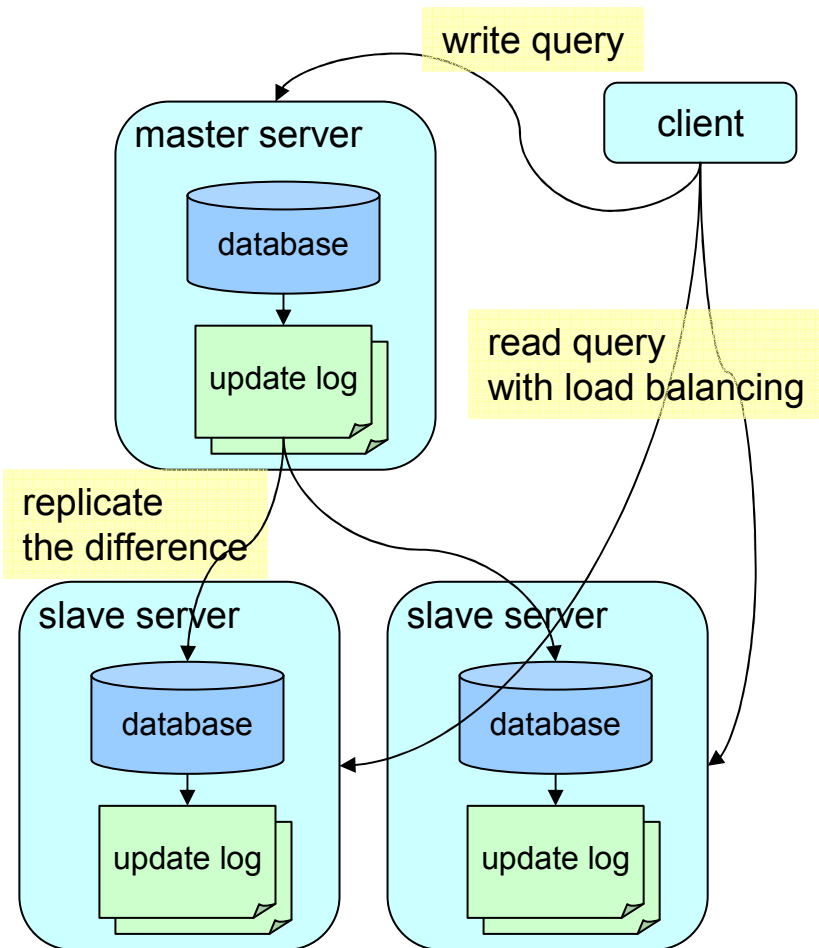 write query
client
master server
database
update log
read query
with load balancing
replicate
the difference
slave server
database
update log
slave server
database
update log